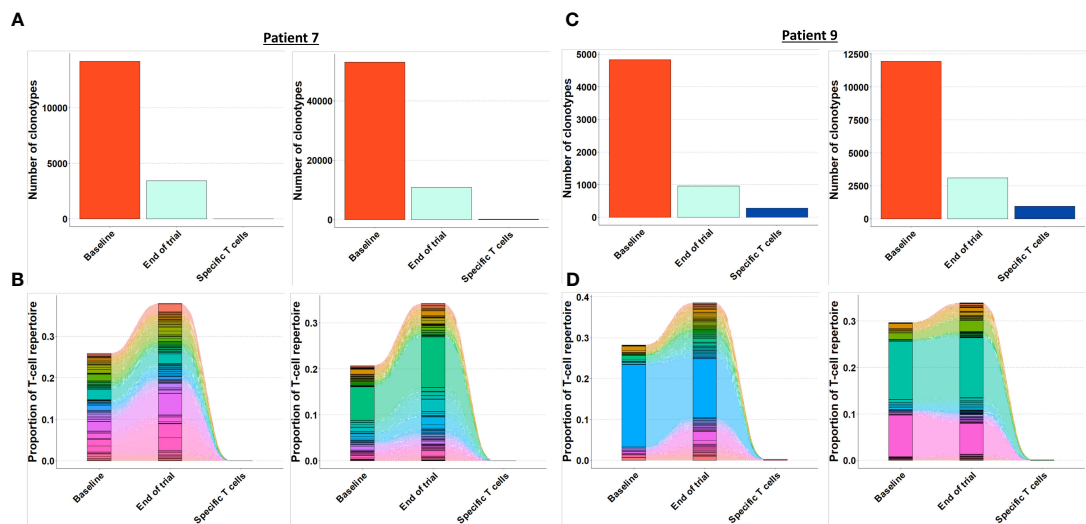 A
C
Patient 7
Patient 9
Number of clonotypes
10000
5000
0
Baseline
End of trial
Specific T cells
Number of clonotypes
40000
20000
0
Baseline
End of trial
Specific T cells
Number of clonotypes
5000
4000
3000
2000
1000
0
Baseline
End of trial
Specific T cells
Number of clonotypes
12500
10000
7500
5000
2500
0
Baseline
End of trial
Specific T cells
B
D
Proportion of T-cell repertoire
0.3
0.2
0.1
0.0
Baseline
End of trial
Specific T cells
Proportion of T-cell repertoire
0.3
0.2
0.1
0.0
Baseline
End of trial
Specific T cells
Proportion of T-cell repertoire
0.4
0.3
0.2
0.1
0.0
Baseline
End of trial
Specific T cells
Proportion of T-cell repertoire
0.3
0.2
0.1
0.0
Baseline
End of trial
Specific T cells